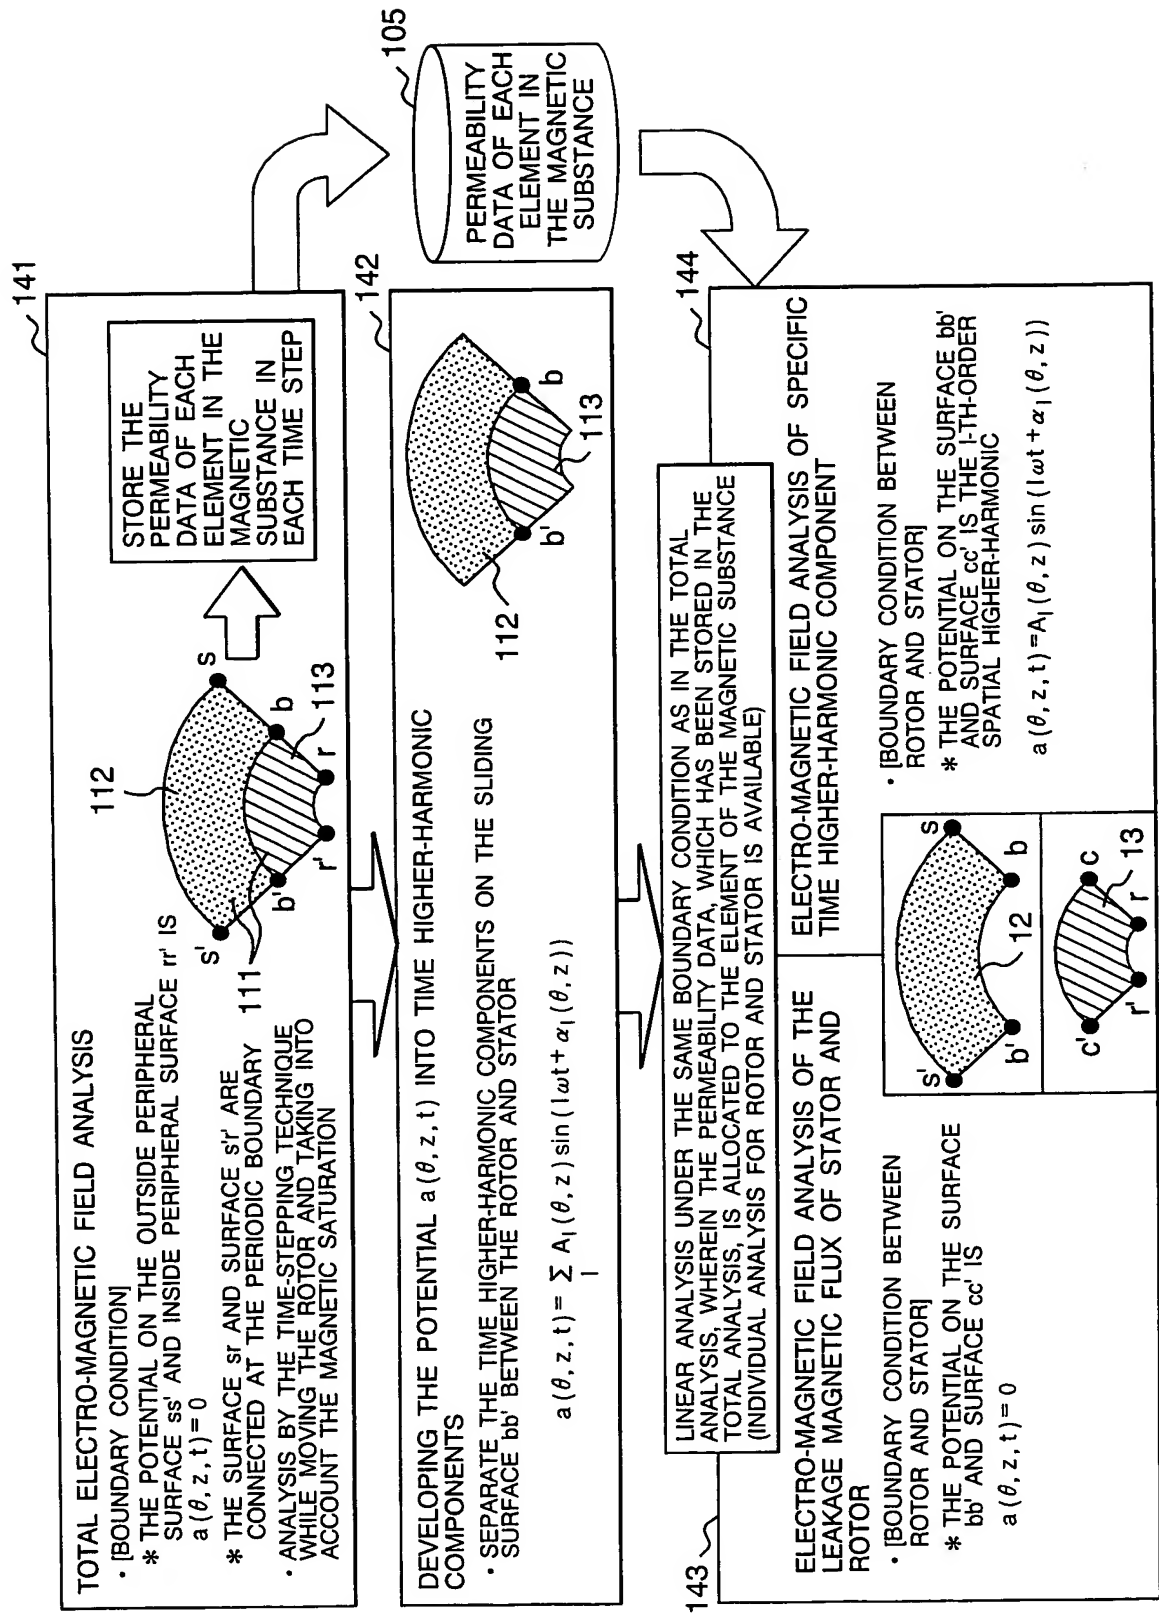 141
TOTAL ELECTRO-MAGNETIC FIELD ANALYSIS
· [BOUNDARY CONDITION]
* THE POTENTIAL ON THE OUTSIDE PERIPHERAL
SURFACE ss' AND INSIDE PERIPHERAL SURFACE rr' IS
a(θ, z, t) = 0
* THE SURFACE sr AND SURFACE s'r' ARE
CONNECTED AT THE PERIODIC BOUNDARY
· ANALYSIS BY THE TIME-STEPPING TECHNIQUE
WHILE MOVING THE ROTOR AND TAKING INTO
ACCOUNT THE MAGNETIC SATURATION
112
s'
s
b'
b
r'
r
111
113
STORE THE
PERMEABILITY
DATA OF EACH
ELEMENT IN THE
MAGNETIC
SUBSTANCE IN
EACH TIME STEP
105
PERMEABILITY
DATA OF EACH
ELEMENT IN
THE MAGNETIC
SUBSTANCE
142
DEVELOPING THE POTENTIAL a(θ, z, t) INTO TIME HIGHER-HARMONIC
COMPONENTS
· SEPARATE THE TIME HIGHER-HARMONIC COMPONENTS ON THE SLIDING
SURFACE bb' BETWEEN THE ROTOR AND STATOR
a(θ, z, t) = Σ A_l(θ, z) sin(lωt + α_l(θ, z))
l
112
b'
b
113
LINEAR ANALYSIS UNDER THE SAME BOUNDARY CONDITION AS IN THE TOTAL
ANALYSIS, WHEREIN THE PERMEABILITY DATA, WHICH HAS BEEN STORED IN THE
TOTAL ANALYSIS, IS ALLOCATED TO THE ELEMENT OF THE MAGNETIC SUBSTANCE
(INDIVIDUAL ANALYSIS FOR ROTOR AND STATOR IS AVAILABLE)
143
ELECTRO-MAGNETIC FIELD ANALYSIS OF THE
LEAKAGE MAGNETIC FLUX OF STATOR AND
ROTOR
· [BOUNDARY CONDITION BETWEEN
ROTOR AND STATOR]
* THE POTENTIAL ON THE SURFACE
bb' AND SURFACE cc' IS
a(θ, z, t) = 0
s'
s
b'
b
12
c'
c
r'
r
13
144
ELECTRO-MAGNETIC FIELD ANALYSIS OF SPECIFIC
TIME HIGHER-HARMONIC COMPONENT
· [BOUNDARY CONDITION BETWEEN
ROTOR AND STATOR]
* THE POTENTIAL ON THE SURFACE bb'
AND SURFACE cc' IS THE l-TH-ORDER
SPATIAL HIGHER-HARMONIC
a(θ, z, t) = A_l(θ, z) sin(lωt + α_l(θ, z))